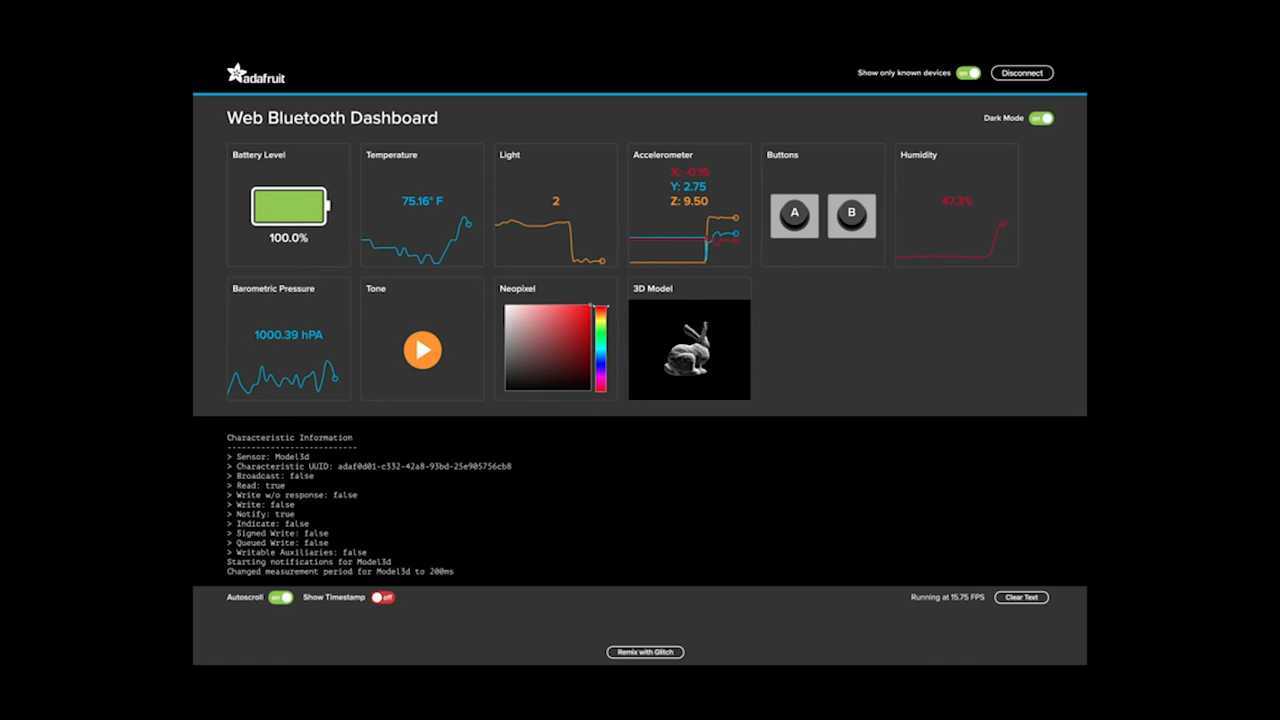 adafruit
Show only known devices on Disconnect
Web Bluetooth Dashboard
Dark Mode on
Battery Level
100.0%
Temperature
75.16° F
Light
2
Accelerometer
X: -0.15
Y: 2.75
Z: 9.50
Buttons
A B
Humidity
47.3%
Barometric Pressure
1000.39 hPA
Tone
Neopixel
3D Model
Characteristic Information
--------------------------
> Sensor: Model3d
> Characteristic UUID: adaf0d01-c332-42a8-93bd-25e905756cb8
> Broadcast: false
> Read: true
> Write w/o response: false
> Write: false
> Notify: true
> Indicate: false
> Signed Write: false
> Queued Write: false
> Writable Auxiliaries: false
Starting notifications for Model3d
Changed measurement period for Model3d to 200ms
Autoscroll on Show Timestamp off
Running at 15.75 FPS Clear Text
Remix with Glitch